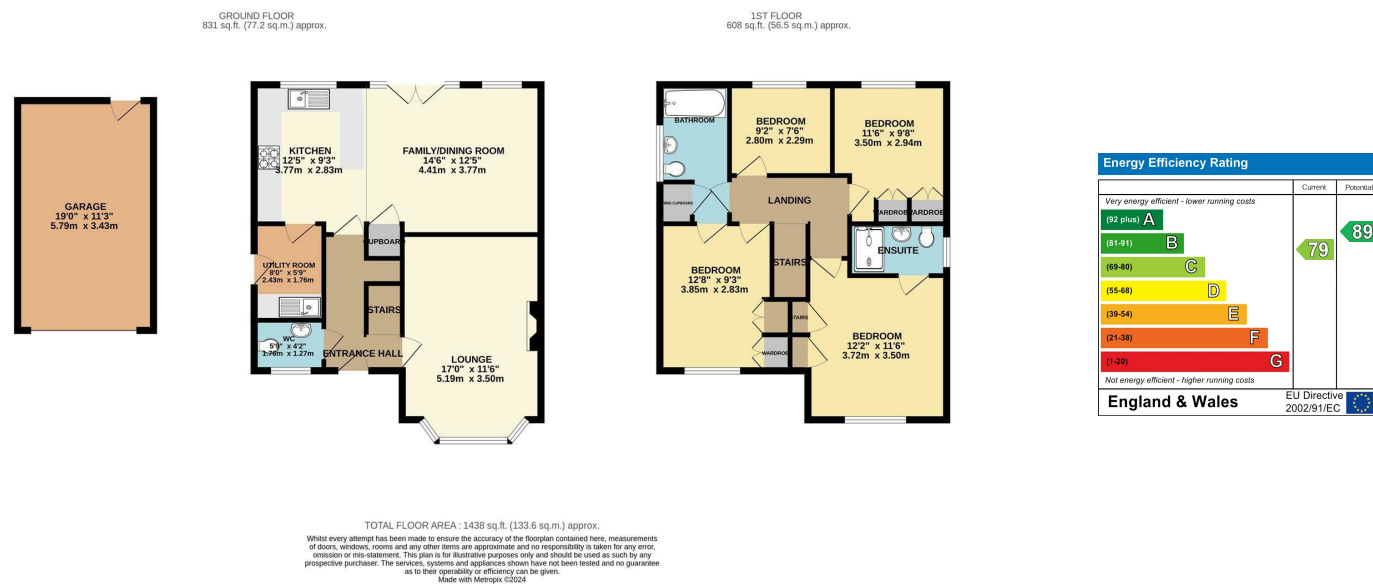 GROUND FLOOR
831 sq.ft. (77.2 sq.m.) approx.
1ST FLOOR
608 sq.ft. (56.5 sq.m.) approx.
GARAGE
19'0" x 11'3"
5.79m x 3.43m
KITCHEN
12'5" x 9'3"
3.77m x 2.83m
FAMILY/DINING ROOM
14'6" x 12'5"
4.41m x 3.77m
CUPBOARD
UTILITY ROOM
8'0" x 5'9"
2.43m x 1.76m
STAIRS
WC
5'9" x 4'2"
1.76m x 1.27m
ENTRANCE HALL
LOUNGE
17'0" x 11'6"
5.19m x 3.50m
BATHROOM
BEDROOM
9'2" x 7'6"
2.80m x 2.29m
BEDROOM
11'6" x 9'8"
3.50m x 2.94m
CUPBOARD
LANDING
WARDROBE
WARDROBE
ENSUITE
STAIRS
BEDROOM
12'8" x 9'3"
3.85m x 2.83m
STAIRS
WARDROBE
BEDROOM
12'2" x 11'6"
3.72m x 3.50m
Energy Efficiency Rating
Current Potential
Very energy efficient - lower running costs
(92 plus) A
(81-91) B
(69-80) C
(55-68) D
(39-54) E
(21-38) F
(1-20) G
79
89
Not energy efficient - higher running costs
England & Wales
EU Directive
2002/91/EC
TOTAL FLOOR AREA : 1438 sq.ft. (133.6 sq.m.) approx.
Whilst every attempt has been made to ensure the accuracy of the floorplan contained here, measurements
of doors, windows, rooms and any other items are approximate and no responsibility is taken for any error,
omission or mis-statement. This plan is for illustrative purposes only and should be used as such by any
prospective purchaser. The services, systems and appliances shown have not been tested and no guarantee
as to their operability or efficiency can be given.
Made with Metropix ©2024